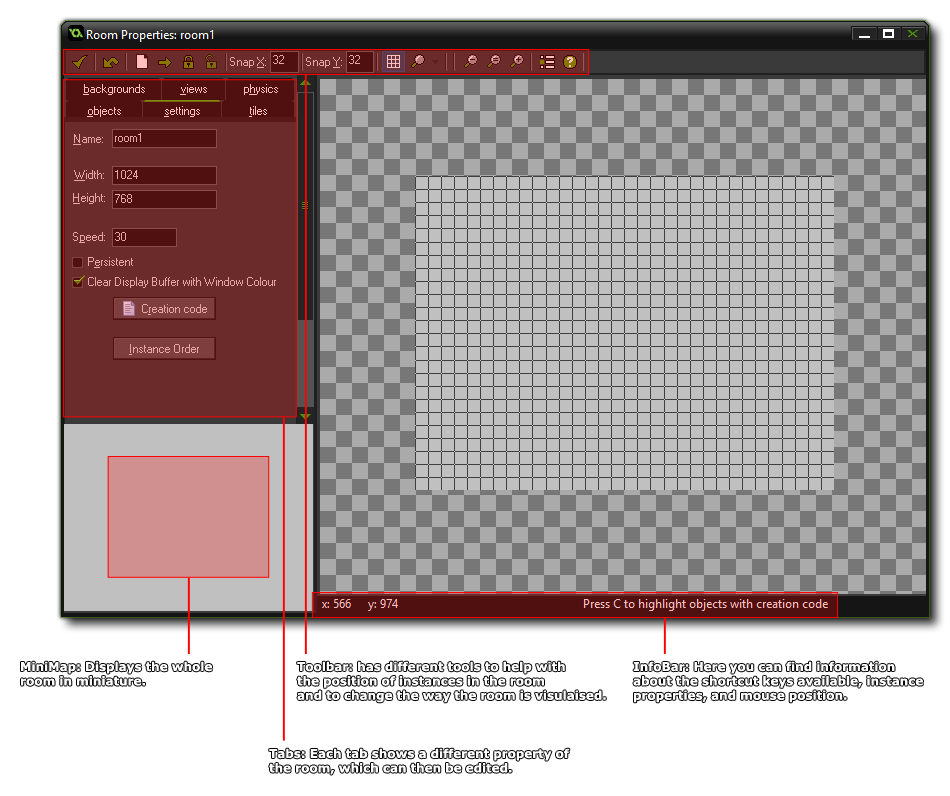 Room Properties: room1
Snap X: 32 Snap Y: 32
backgrounds views physics
objects settings tiles
Name: room1
Width: 1024
Height: 768
Speed: 30
Persistent
Clear Display Buffer with Window Colour
Creation code
Instance Order
x: 566 y: 974 Press C to highlight objects with creation code
MiniMap: Displays the whole
room in miniature.
Toolbar: has different tools to help with
the position of instances in the room
and to change the way the room is visulaised.
InfoBar: Here you can find information
about the shortcut keys available, instance
properties, and mouse position.
Tabs: Each tab shows a different property of
the room, which can then be edited.